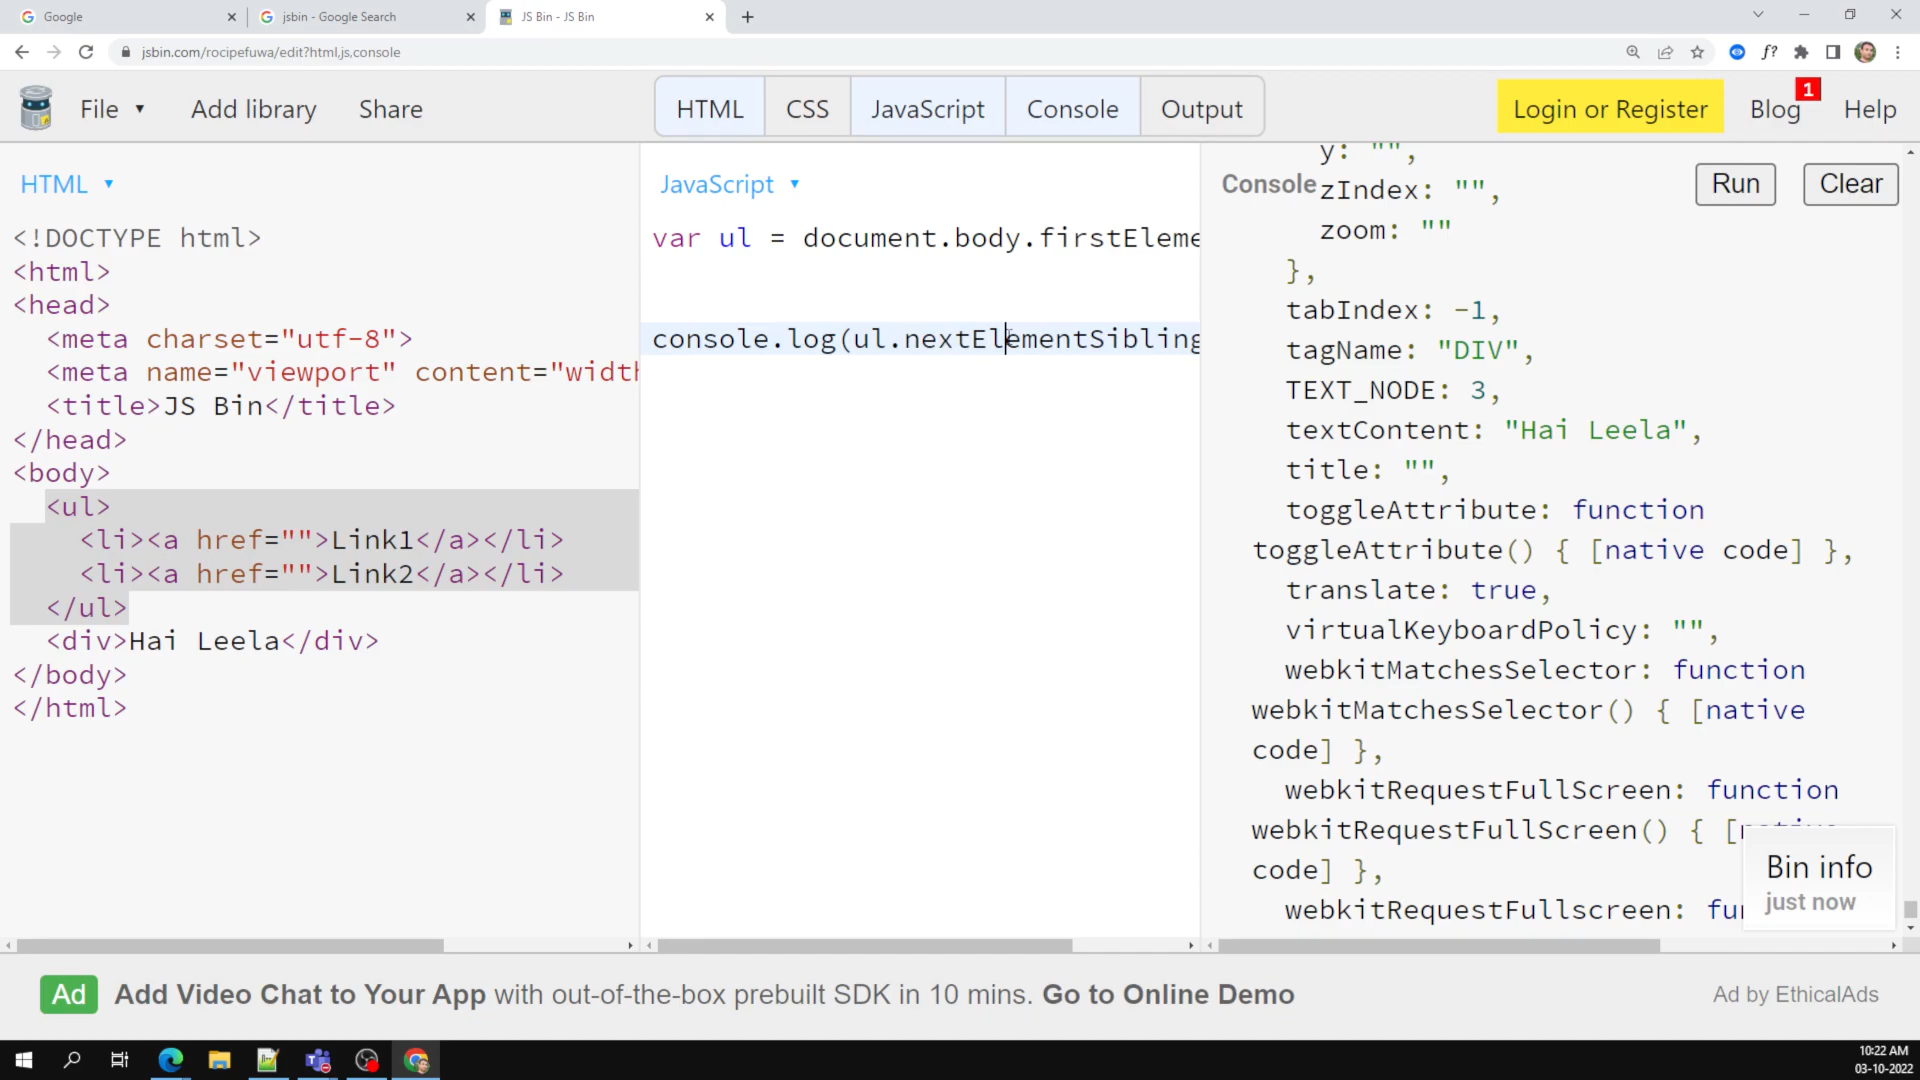 Google
jsbin - Google Search
JS Bin - JS Bin
jsbin.com/rocipefuwa/edit?html,js,console
f?
File
Add library
Share
HTML
CSS
JavaScript
Console
Output
Login or Register
Blog
1
Help
HTML
<!DOCTYPE html>
<html>
<head>
<meta charset="utf-8">
<meta name="viewport" content="widt
<title>JS Bin</title>
</head>
<body>
<ul>
<li><a href="">Link1</a></li>
<li><a href="">Link2</a></li>
</ul>
<div>Hai Leela</div>
</body>
</html>
JavaScript
var ul = document.body.firstEleme
console.log(ul.nextElementSibling
Console
Run
Clear
y: "",
zIndex: "",
zoom: ""
},
tabIndex: -1,
tagName: "DIV",
TEXT_NODE: 3,
textContent: "Hai Leela",
title: "",
toggleAttribute: function
toggleAttribute() { [native code] },
translate: true,
virtualKeyboardPolicy: "",
webkitMatchesSelector: function
webkitMatchesSelector() { [native
code] },
webkitRequestFullScreen: function
webkitRequestFullScreen() { [native
code] },
webkitRequestFullscreen: fu
Bin info
just now
Ad
Add Video Chat to Your App with out-of-the-box prebuilt SDK in 10 mins. Go to Online Demo
Ad by EthicalAds
10:22 AM
03-10-2022